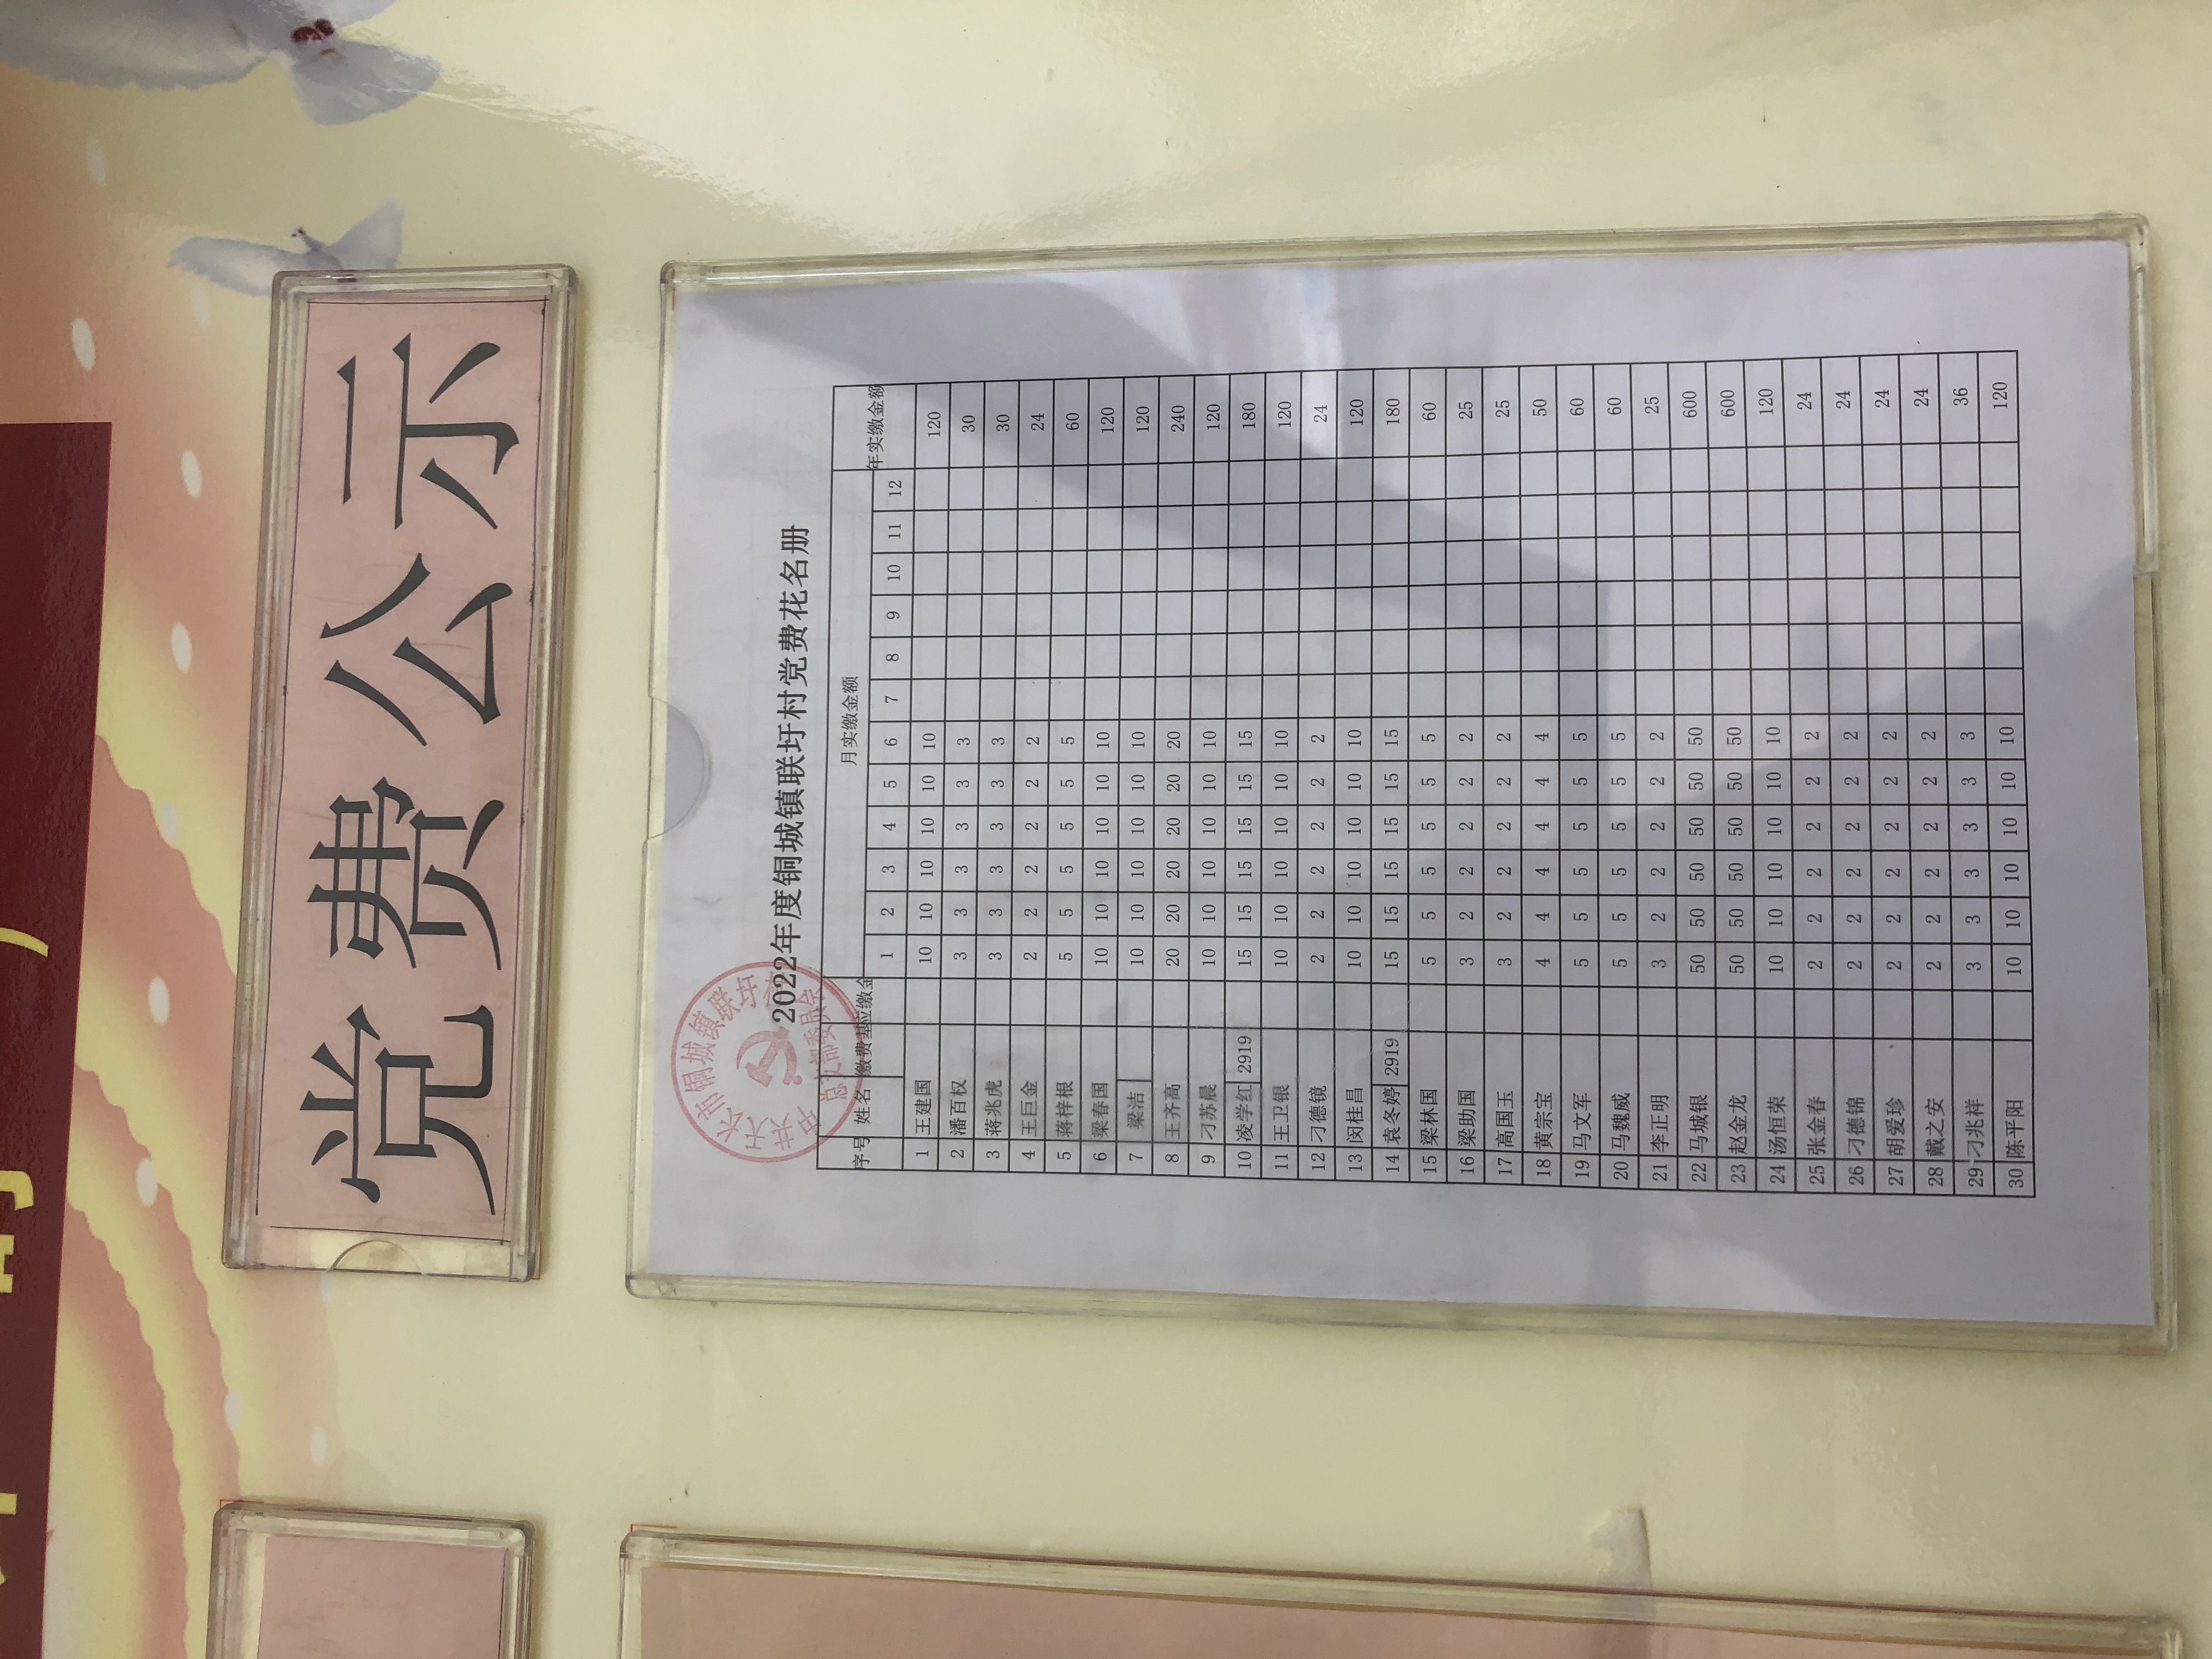 党费公示
2022年度铜城镇联圩村党费花名册
序号 姓名 缴费基 应缴金 月实缴金额 年实缴金额
1 2 3 4 5 6 7 8 9 10 11 12
1 王建国 10 10 10 10 10 10 120
2 潘百权 3 3 3 3 3 3 30
3 蒋兆虎 3 3 3 3 3 3 30
4 王巨金 2 2 2 2 2 2 24
5 蒋梓根 5 5 5 5 5 5 60
6 梁春国 10 10 10 10 10 10 120
7 梁洁 10 10 10 10 10 10 120
8 王齐高 20 20 20 20 20 20 240
9 刁苏晨 10 10 10 10 10 10 120
10 凌学红 2919 15 15 15 15 15 15 180
11 王卫银 10 10 10 10 10 10 120
12 刁德镜 2 2 2 2 2 2 24
13 闵桂昌 10 10 10 10 10 10 120
14 袁冬婷 2919 15 15 15 15 15 15 180
15 梁林国 5 5 5 5 5 5 60
16 梁助国 3 2 2 2 2 2 25
17 高国玉 3 2 2 2 2 2 25
18 黄宗宝 4 4 4 4 4 4 50
19 马文军 5 5 5 5 5 5 60
20 马魏威 5 5 5 5 5 5 60
21 李正明 3 2 2 2 2 2 25
22 马城银 50 50 50 50 50 50 600
23 赵金龙 50 50 50 50 50 50 600
24 汤恒荣 10 10 10 10 10 10 120
25 张金春 2 2 2 2 2 2 24
26 刁德锦 2 2 2 2 2 2 24
27 胡爱珍 2 2 2 2 2 2 24
28 戴之安 2 2 2 2 2 2 24
29 刁兆祥 3 3 3 3 3 3 36
30 陈平阳 10 10 10 10 10 10 120